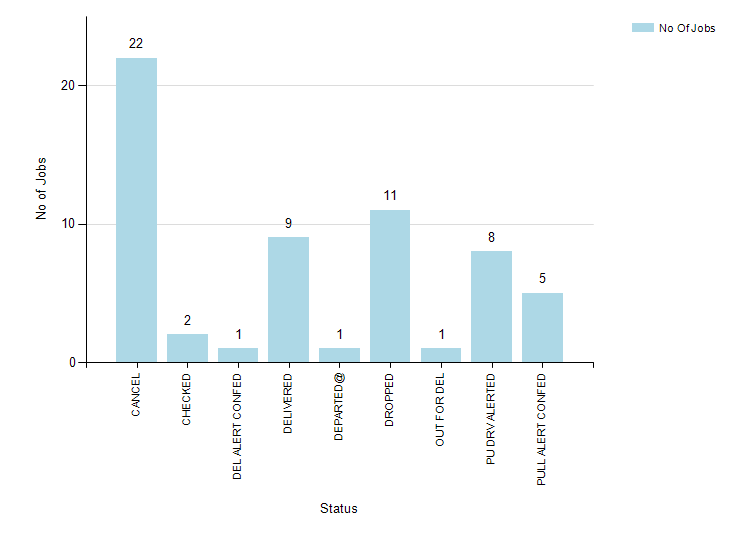 No Of Jobs
22
20
2
1
9
1
11
1
8
5
10
0
No of Jobs
CANCEL
CHECKED
DEL ALERT CONFED
DELIVERED
DEPARTED@
DROPPED
OUT FOR DEL
PU DRV ALERTED
PULL ALERT CONFED
Status